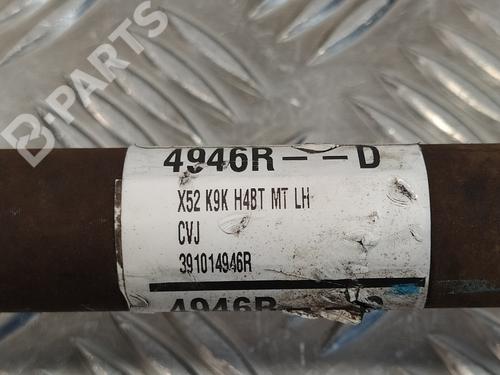 B-PARTS
4946R--D
X52 K9K H4BT MT LH
CVJ
391014946R
4946R